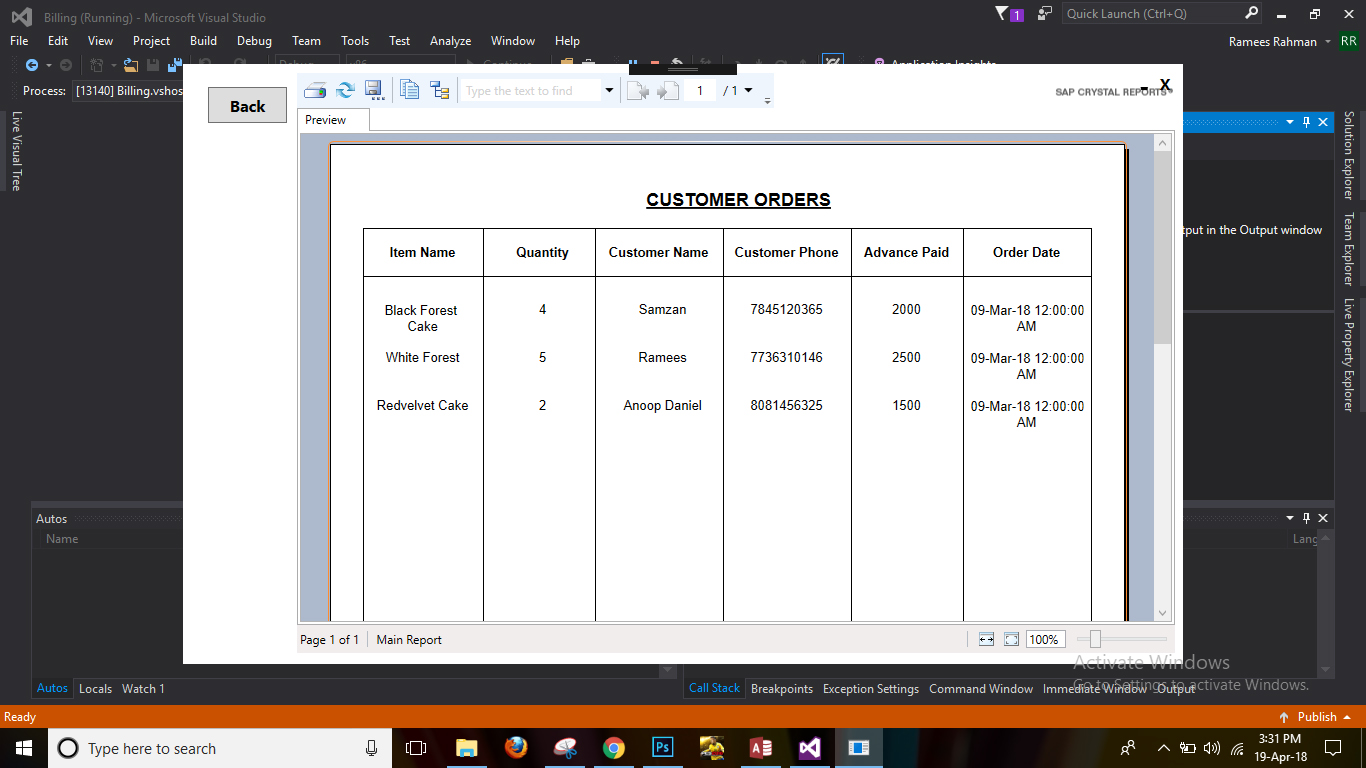 Billing (Running) - Microsoft Visual Studio
1
Quick Launch (Ctrl+Q)
File Edit View Project Build Debug Team Tools Test Analyze Window Help
Ramees Rahman RR
Debug x86 Continue Application Insights
Process: [13140] Billing.vshos
Live Visual Tree
Back
Type the text to find
1 / 1
SAP CRYSTAL REPORTS®
X
Preview
CUSTOMER ORDERS
Item Name Quantity Customer Name Customer Phone Advance Paid Order Date
Black Forest Cake 4 Samzan 7845120365 2000 09-Mar-18 12:00:00 AM
White Forest 5 Ramees 7736310146 2500 09-Mar-18 12:00:00 AM
Redvelvet Cake 2 Anoop Daniel 8081456325 1500 09-Mar-18 12:00:00 AM
Page 1 of 1 Main Report
100%
Solution Explorer
Team Explorer
Live Property Explorer
tput in the Output window
Autos
Name
Lang
Activate Windows
Go to Settings to activate Windows.
Autos Locals Watch 1
Call Stack Breakpoints Exception Settings Command Window Immediate Window Output
Ready
Publish
Type here to search
Ps
3:31 PM
19-Apr-18